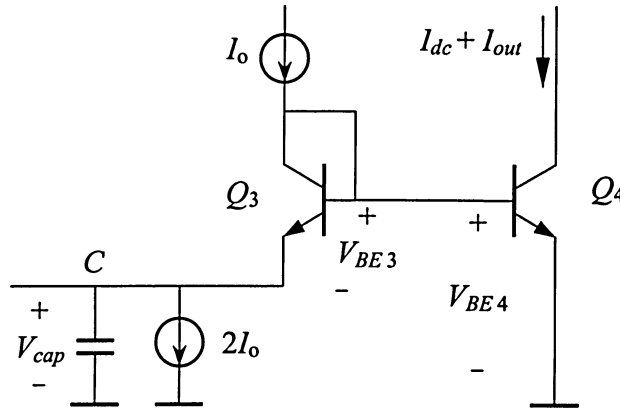 I_o
I_dc + I_out
Q_3
Q_4
+
+
V_BE3
−
V_BE4
−
C
+
V_cap
−
2I_o